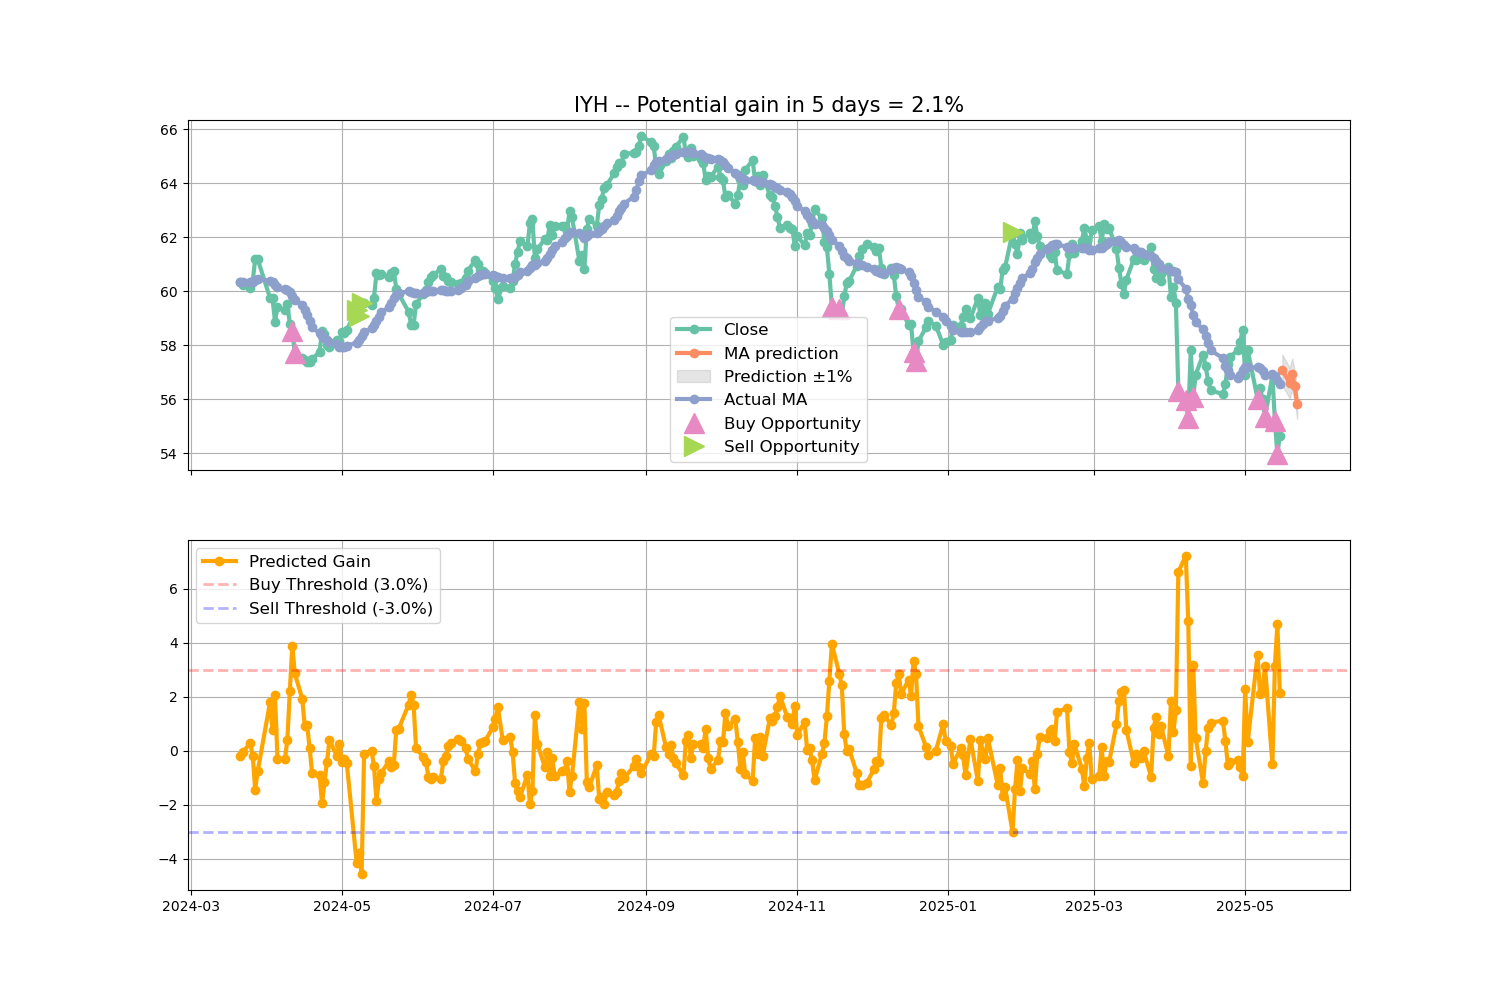 IYH -- Potential gain in 5 days = 2.1%
66
64
62
60
58
56
54
Close
MA prediction
Prediction ±1%
Actual MA
Buy Opportunity
Sell Opportunity
Predicted Gain
Buy Threshold (3.0%)
Sell Threshold (-3.0%)
6
4
2
0
−2
−4
2024-03
2024-05
2024-07
2024-09
2024-11
2025-01
2025-03
2025-05